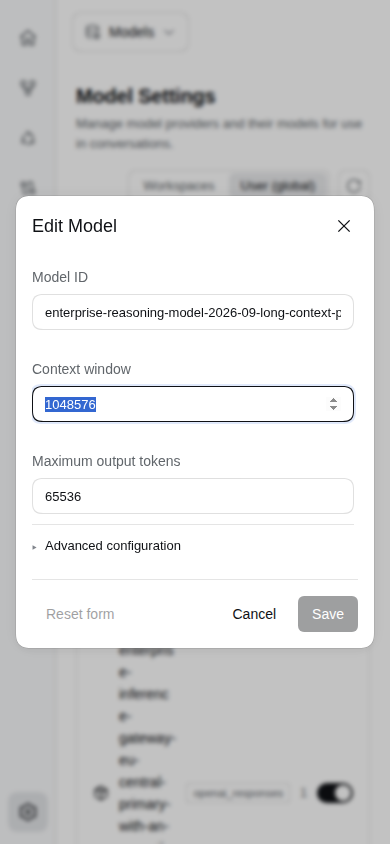 Models
Model Settings
Manage model providers and their models for use
in conversations.
Workspaces
User (global)
Edit Model
Model ID
enterprise-reasoning-model-2026-09-long-context-p
Context window
1048576
Maximum output tokens
65536
Advanced configuration
Reset form
Cancel
Save
enterpris
e-
inferenc
e-
gateway-
eu-
central-
primary-
with-an-
openai_responses
1